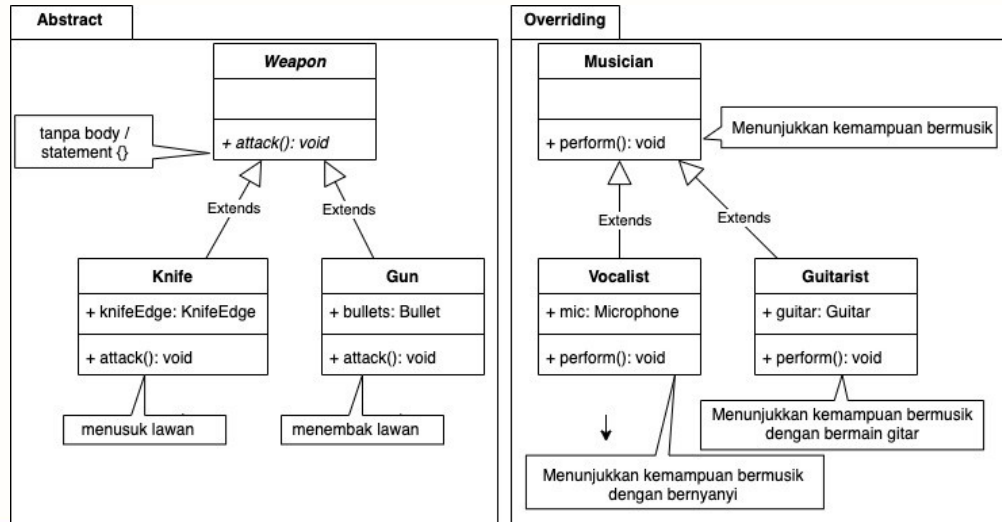 Abstract
Weapon
+ attack(): void
tanpa body /
statement {}
Extends
Extends
Knife
+ knifeEdge: KnifeEdge
+ attack(): void
menusuk lawan
Gun
+ bullets: Bullet
+ attack(): void
menembak lawan
Overriding
Musician
+ perform(): void
Menunjukkan kemampuan bermusik
Extends
Extends
Vocalist
+ mic: Microphone
+ perform(): void
Menunjukkan kemampuan bermusik
dengan bernyanyi
Guitarist
+ guitar: Guitar
+ perform(): void
Menunjukkan kemampuan bermusik
dengan bermain gitar